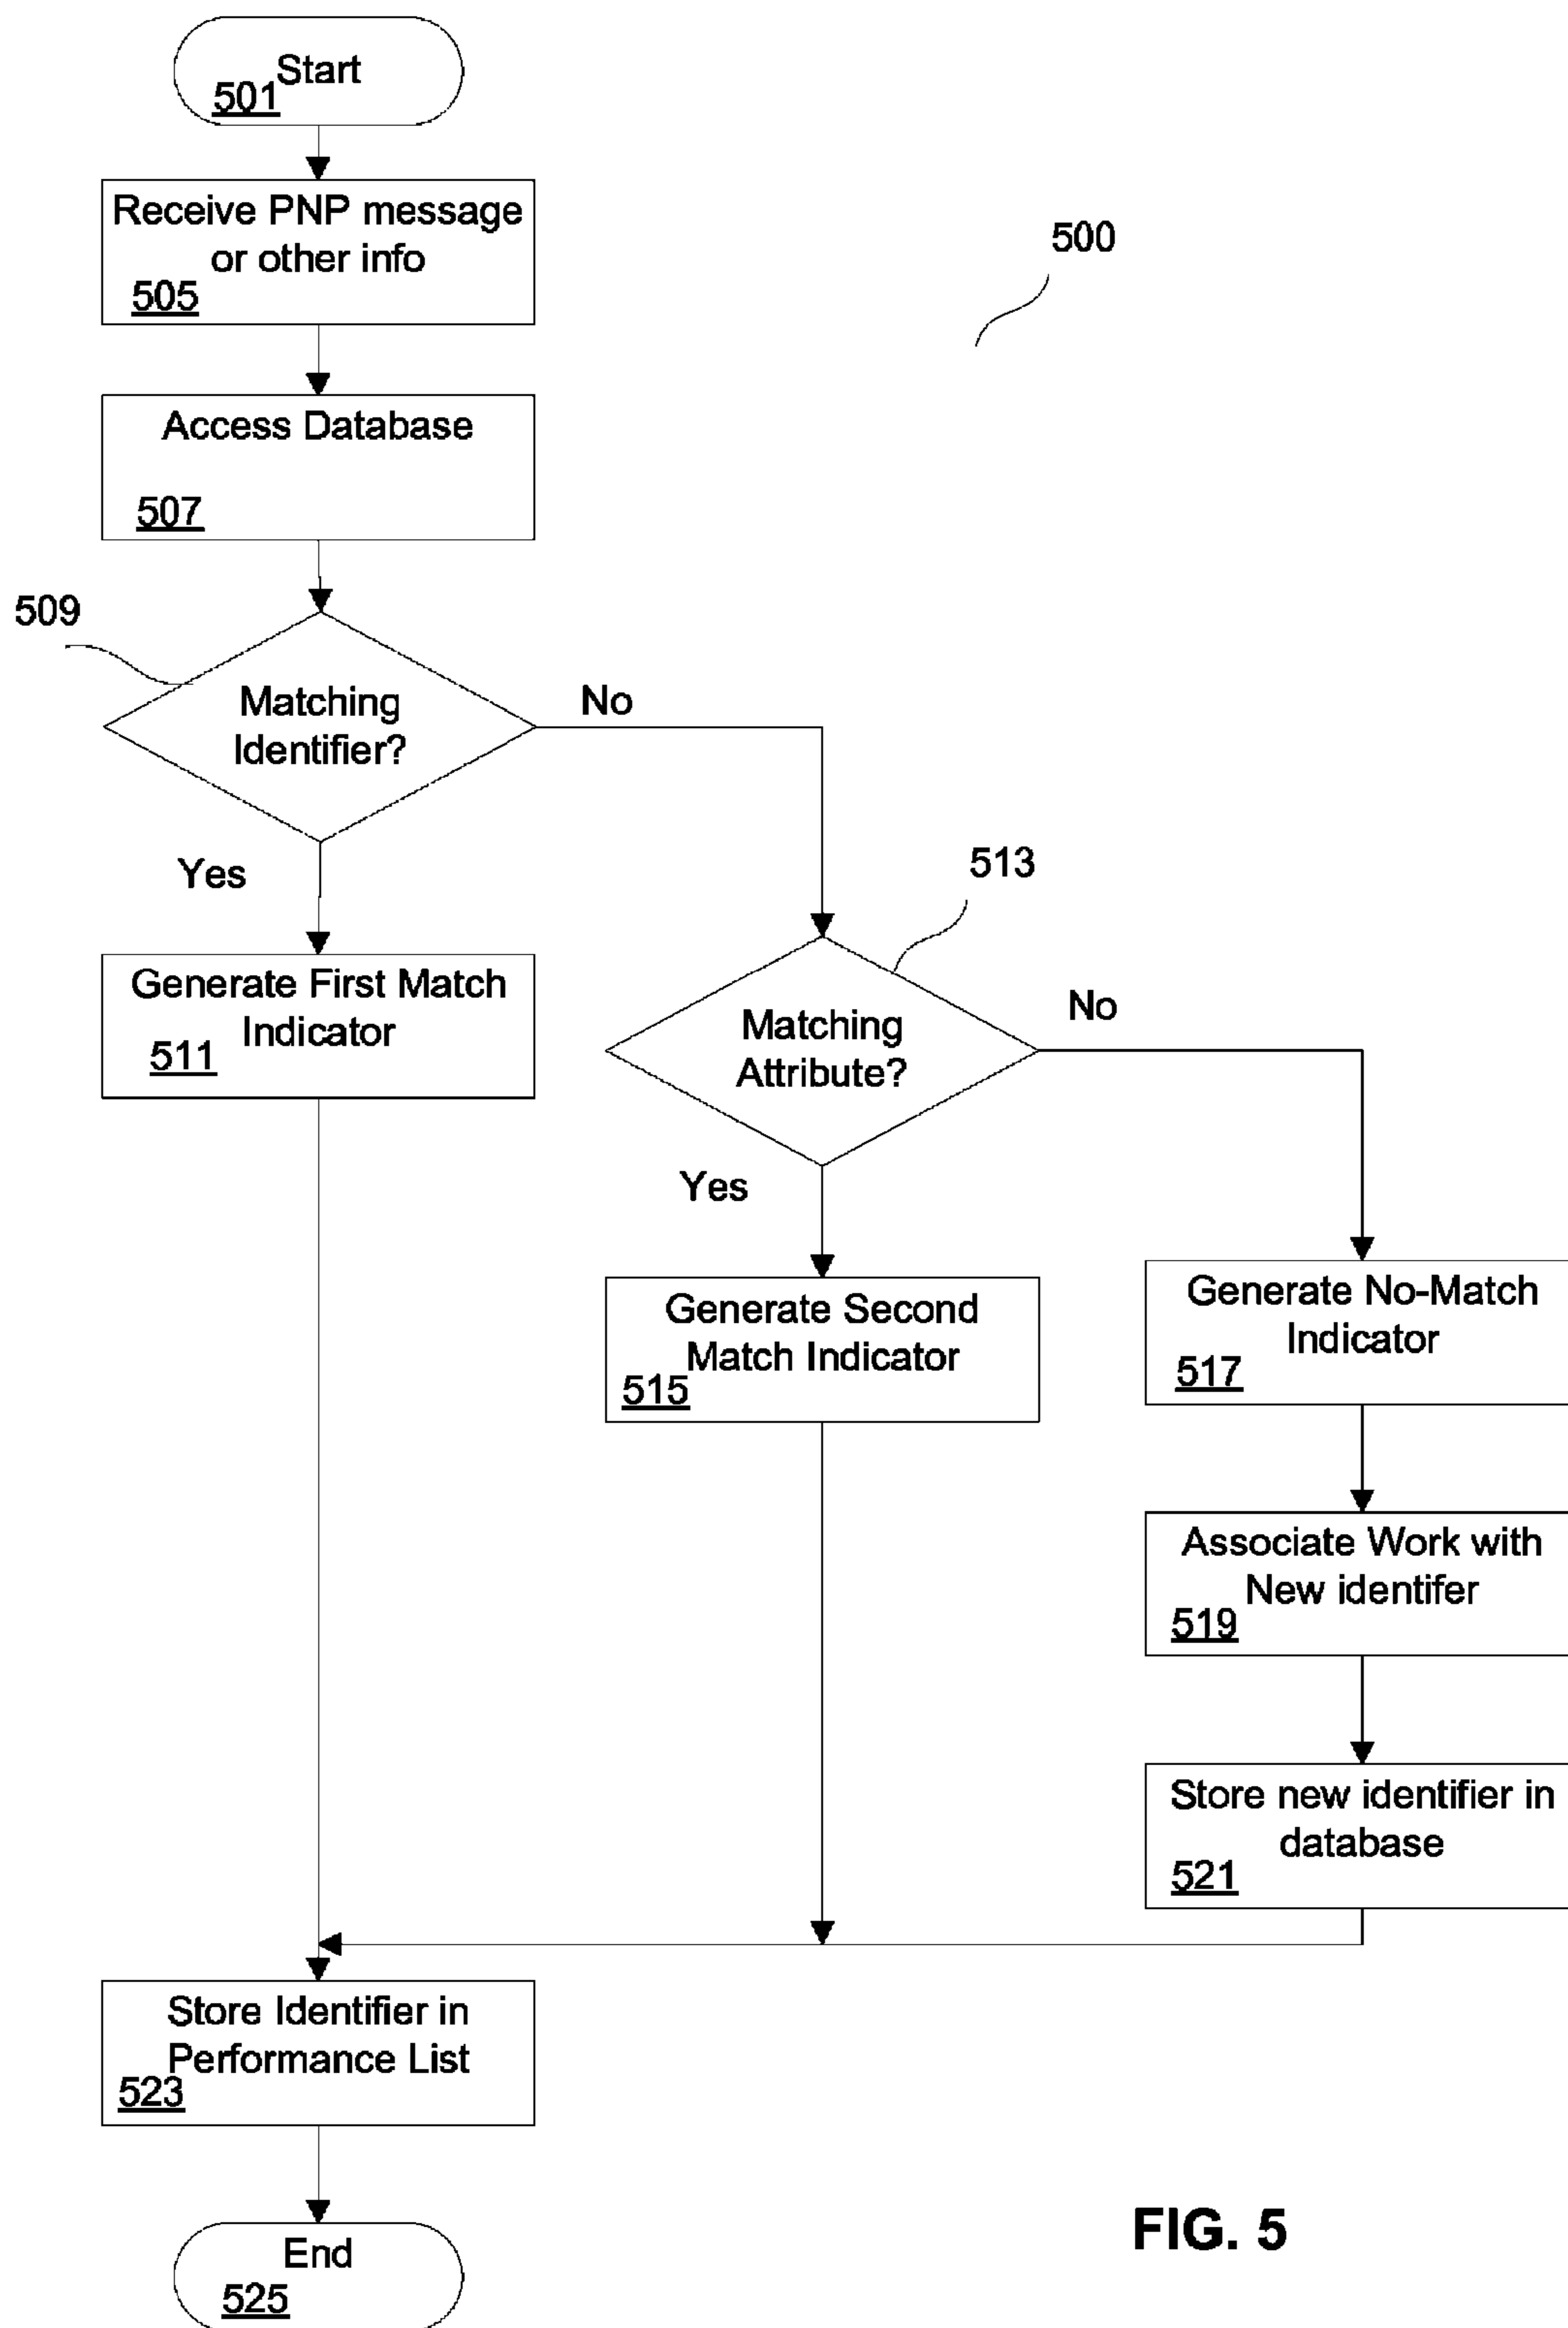 Start
501
Receive PNP message
or other info
505
500
Access Database
507
509
Matching
Identifier?
No
Yes
513
Generate First Match
Indicator
511
Matching
Attribute?
No
Yes
Generate Second
Match Indicator
515
Generate No-Match
Indicator
517
Associate Work with
New identifer
519
Store new identifier in
database
521
Store Identifier in
Performance List
523
End
525
FIG. 5